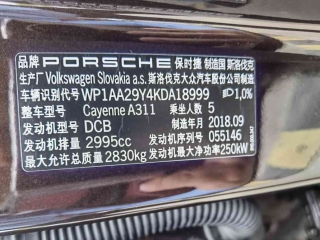 品牌 PORSCHE 保时捷 制造国 斯洛伐克
生产厂 Volkswagen Slovakia a.s. 斯洛伐克大众汽车股份公司制造
车辆识别代号 WP1AA29Y4KDA18999 1,0%
整车型号 Cayenne A311 乘坐人数 5
发动机型号 DCB 制造年月 2018.09
发动机排量 2995cc 发动机号 055146
最大允许总质量 2830kg 发动机最大净功率 250kW